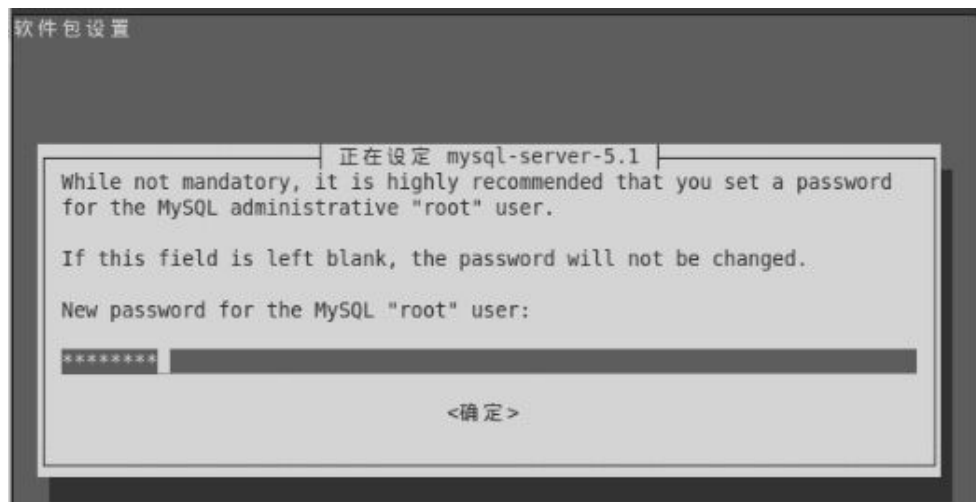 软件包设置
正在设定 mysql-server-5.1
While not mandatory, it is highly recommended that you set a password
for the MySQL administrative "root" user.
If this field is left blank, the password will not be changed.
New password for the MySQL "root" user:
********
<确定>